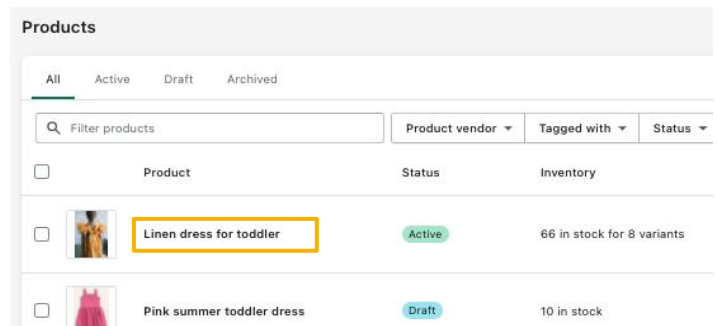 Products
All Active Draft Archived
Filter products Product vendor Tagged with Status
Product Status Inventory
Linen dress for toddler Active 66 in stock for 8 variants
Pink summer toddler dress Draft 10 in stock